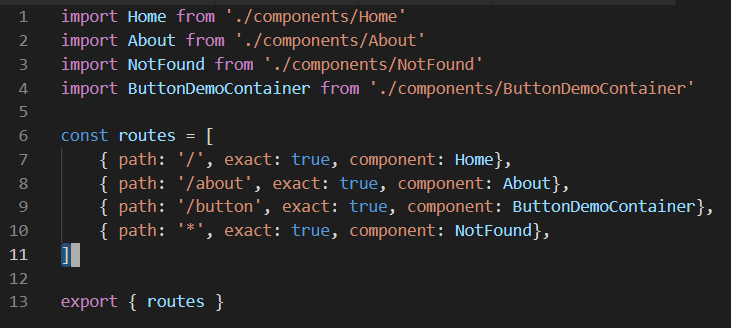 1 import Home from './components/Home'
2 import About from './components/About'
3 import NotFound from './components/NotFound'
4 import ButtonDemoContainer from './components/ButtonDemoContainer'
5
6 const routes = [
7     { path: '/', exact: true, component: Home},
8     { path: '/about', exact: true, component: About},
9     { path: '/button', exact: true, component: ButtonDemoContainer},
10     { path: '*', exact: true, component: NotFound},
11 ]
12
13 export { routes }